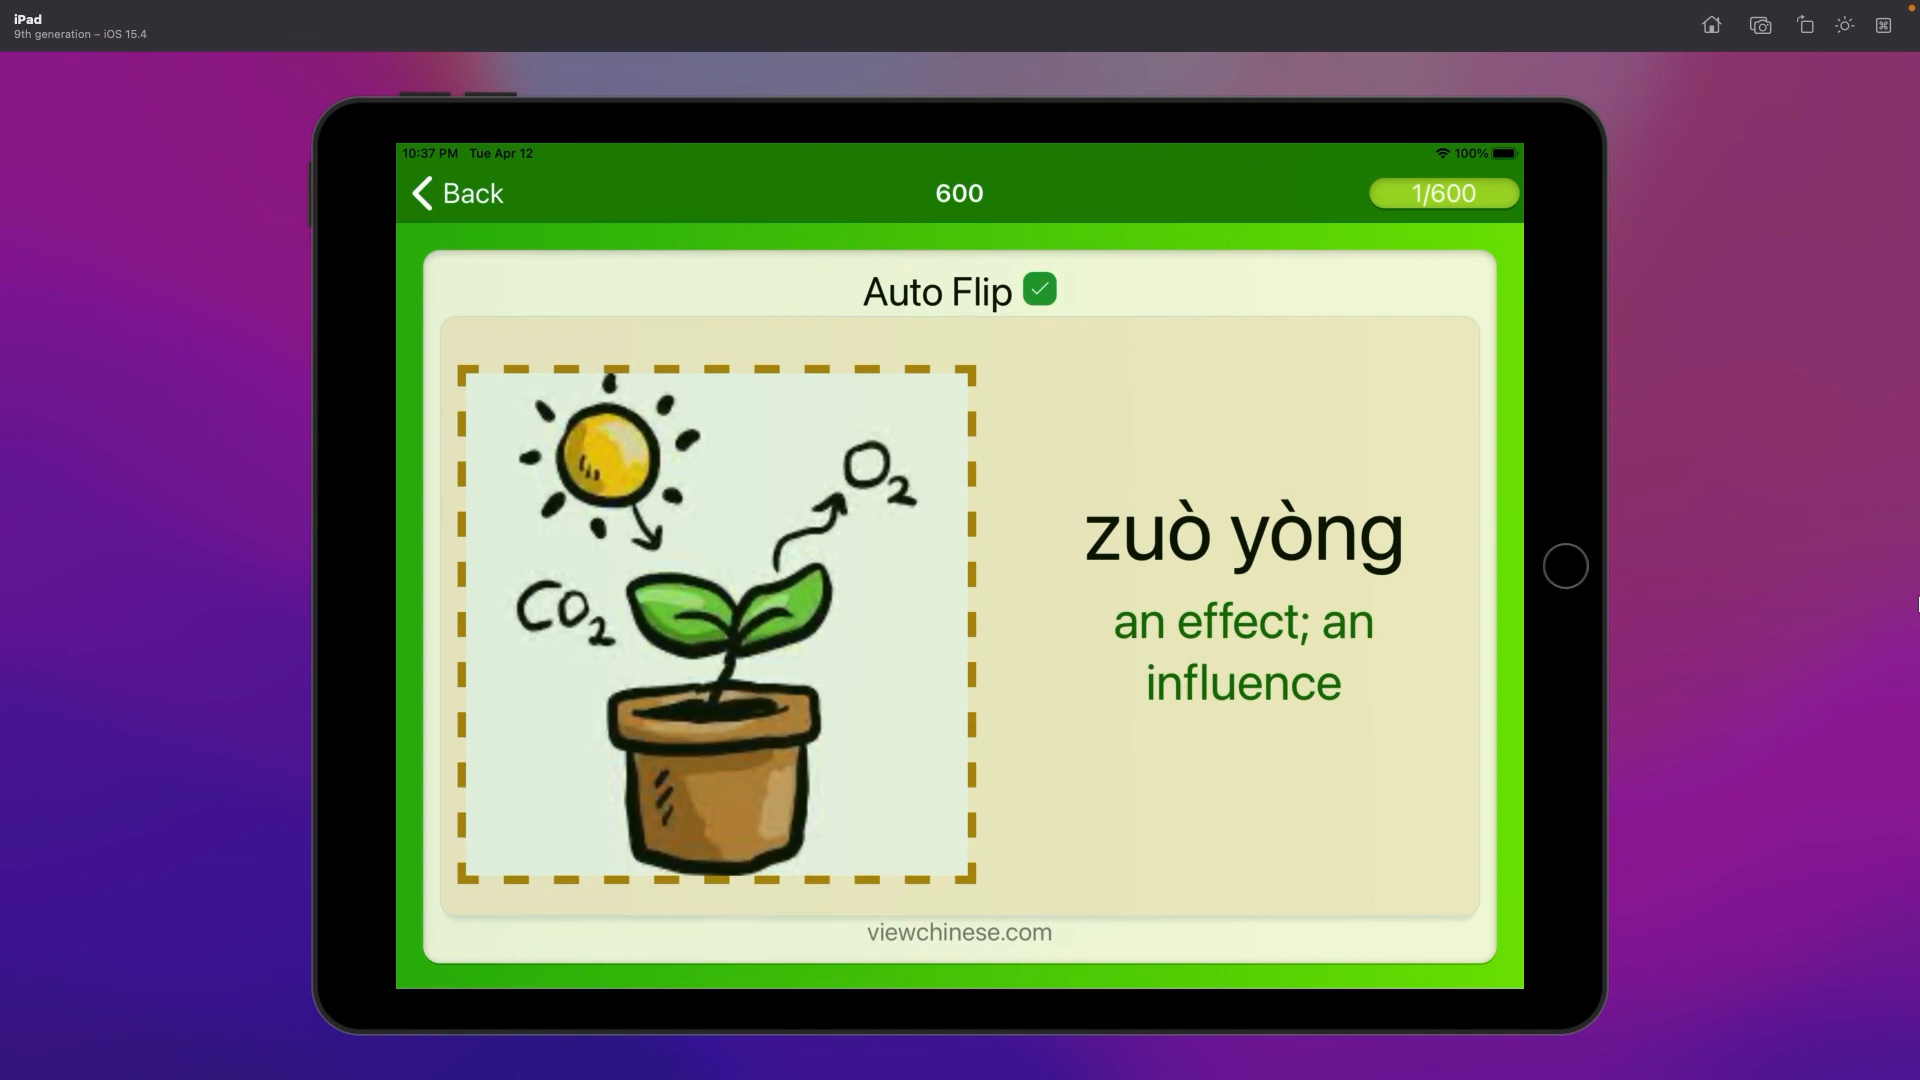 iPad
9th generation – iOS 15.4
10:37 PM Tue Apr 12
100%
Back
600
1/600
Auto Flip
O2
CO2
zuò yòng
an effect; an
influence
viewchinese.com